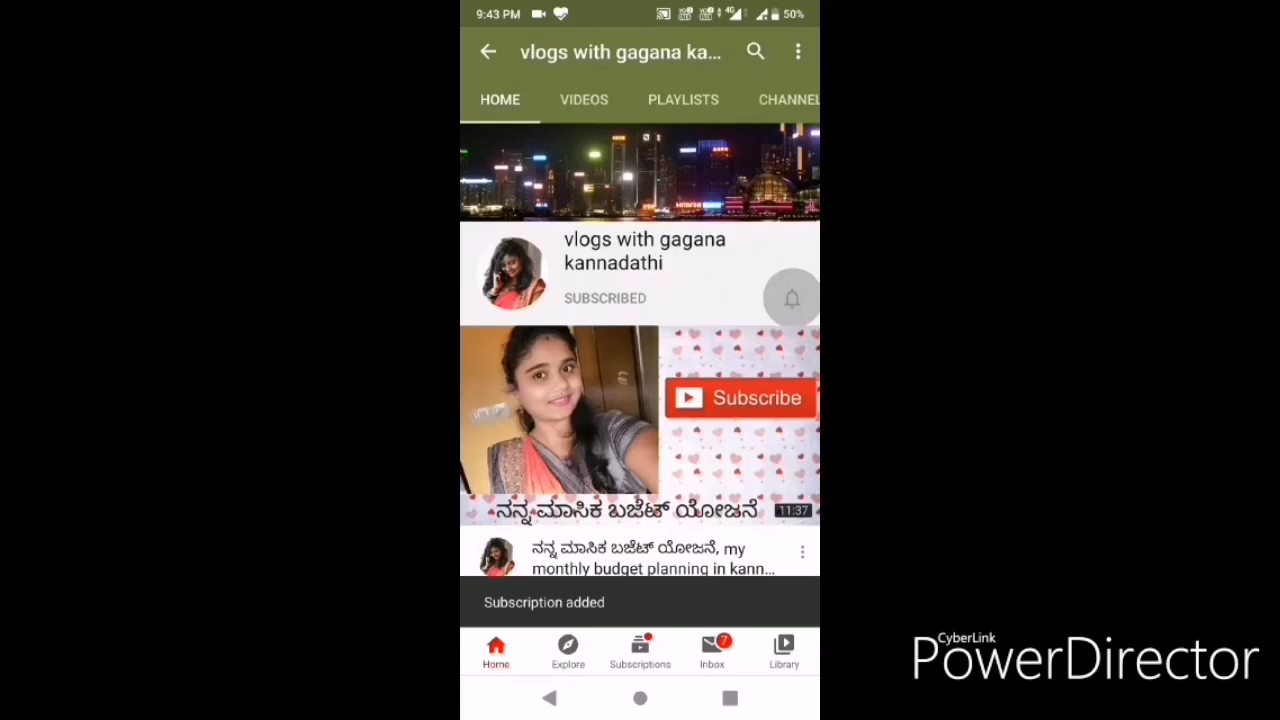 9:43 PM
4G
50%
vlogs with gagana ka...
HOME VIDEOS PLAYLISTS CHANNEL
vlogs with gagana
kannadathi
SUBSCRIBED
Subscribe
ನನ್ನ ಮಾಸಿಕ ಬಜೆಟ್ ಯೋಜನೆ
11:37
ನನ್ನ ಮಾಸಿಕ ಬಜೆಟ್ ಯೋಜನೆ, my
monthly budget planning in kann...
Subscription added
7
Home Explore Subscriptions Inbox Library
CyberLink
PowerDirector